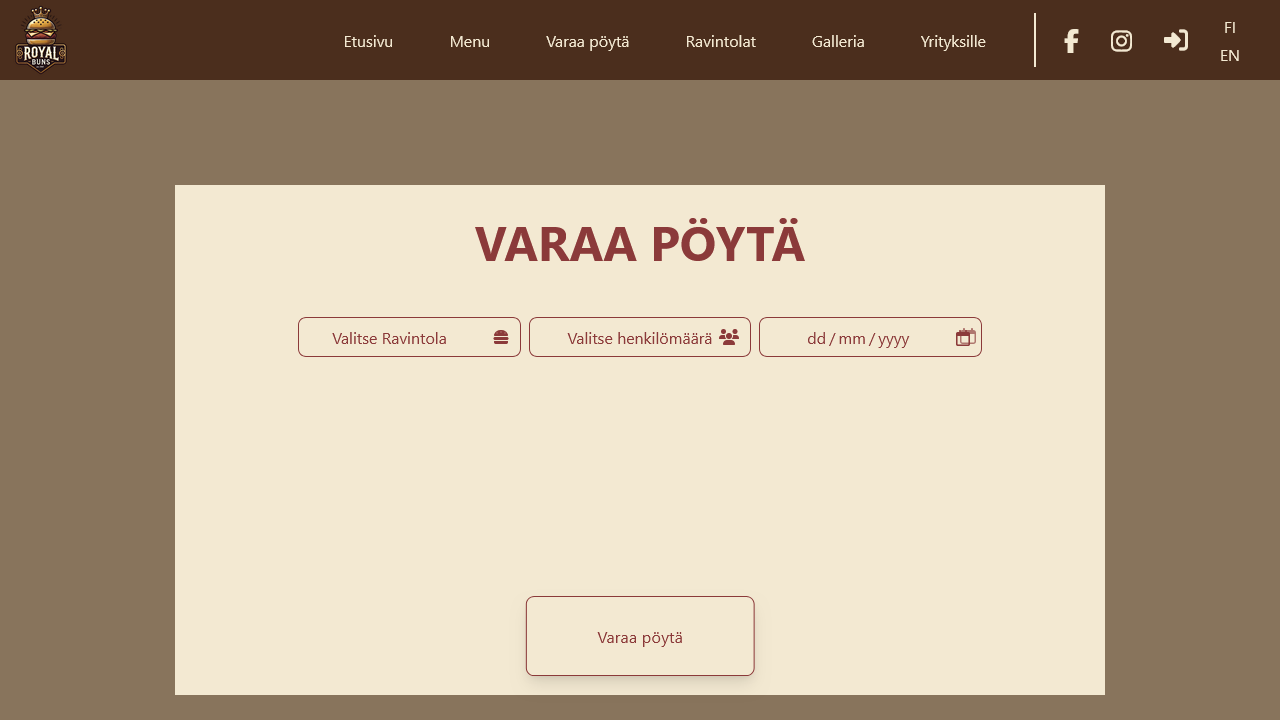 ROYAL
BUNS
Etusivu
Menu
Varaa pöytä
Ravintolat
Galleria
Yrityksille
FI
EN
VARAA PÖYTÄ
Valitse Ravintola
Valitse henkilömäärä
dd/mm/yyyy
Varaa pöytä